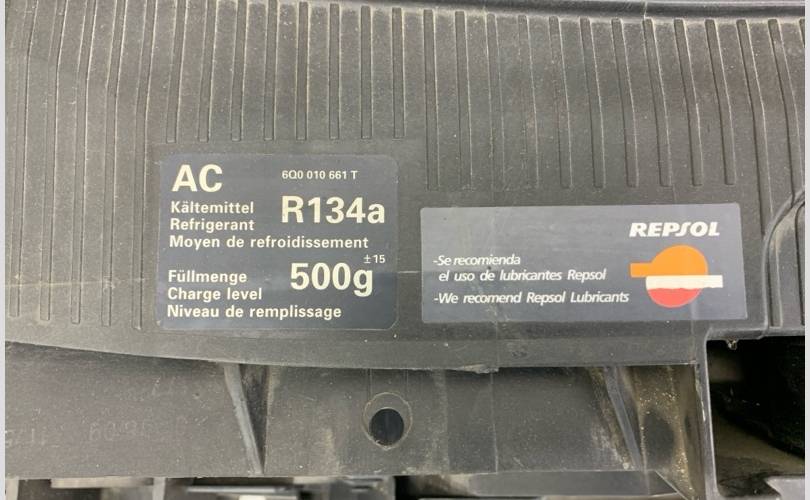 AC 6Q0 010 661 T
Kältemittel
Refrigerant R134a
Moyen de refroidissement
Füllmenge
Charge level 500g ±15
Niveau de remplissage
REPSOL
-Se recomienda
el uso de lubricantes Repsol
-We recomend Repsol Lubricants